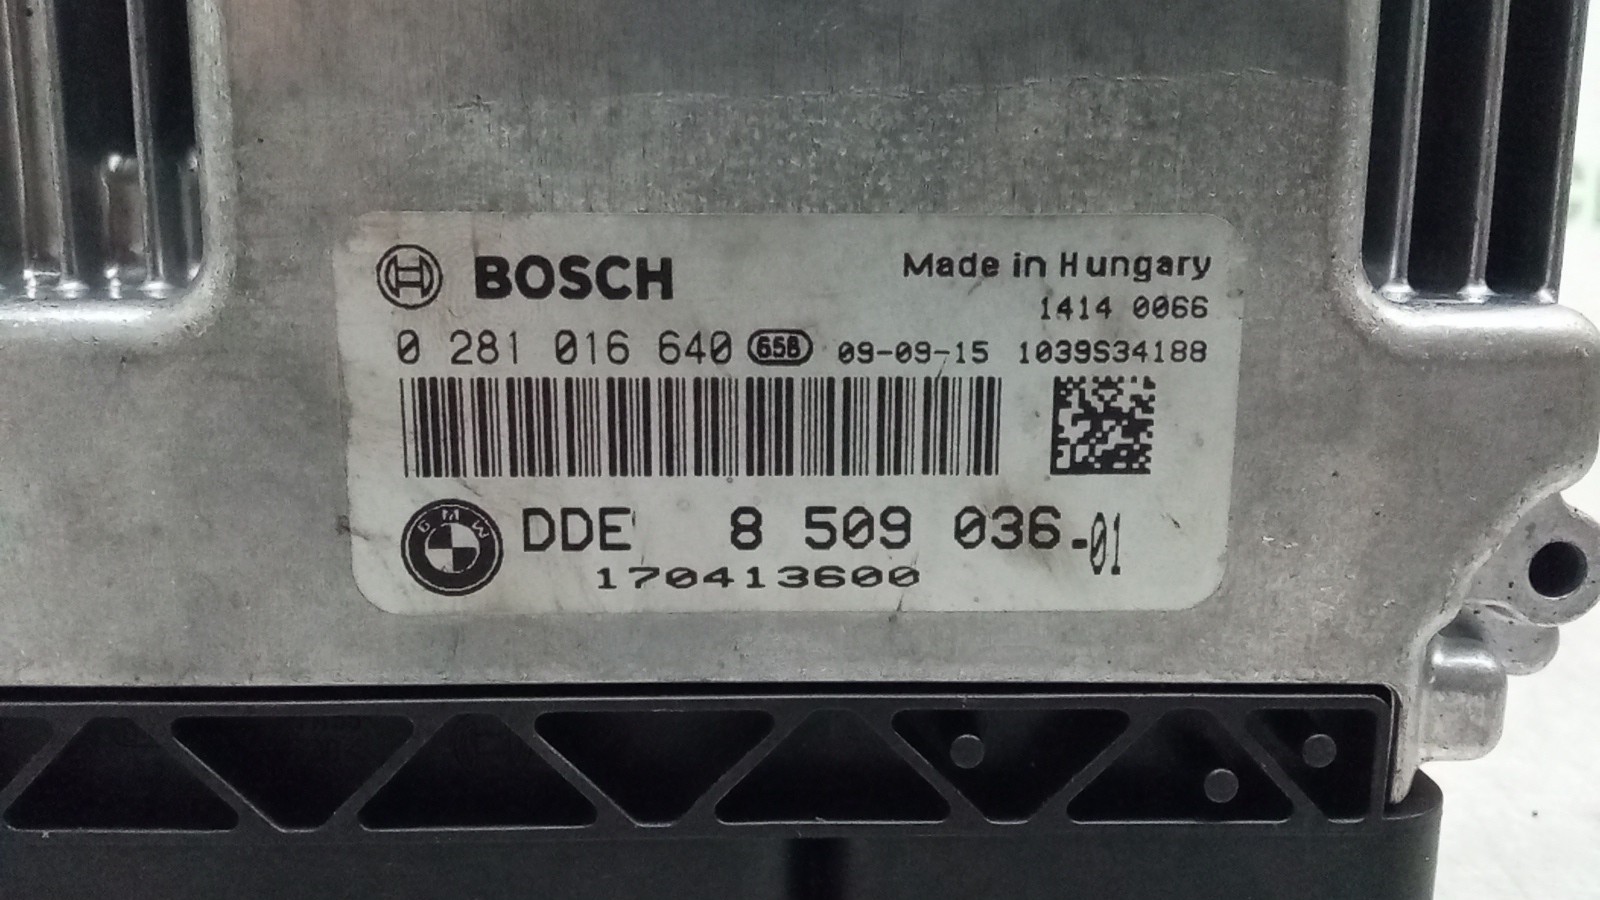 BOSCH Made in Hungary
1414 0066
0 281 016 640 658 09-09-15 1039S34188
BMW DDE 8 509 036-01
170413600